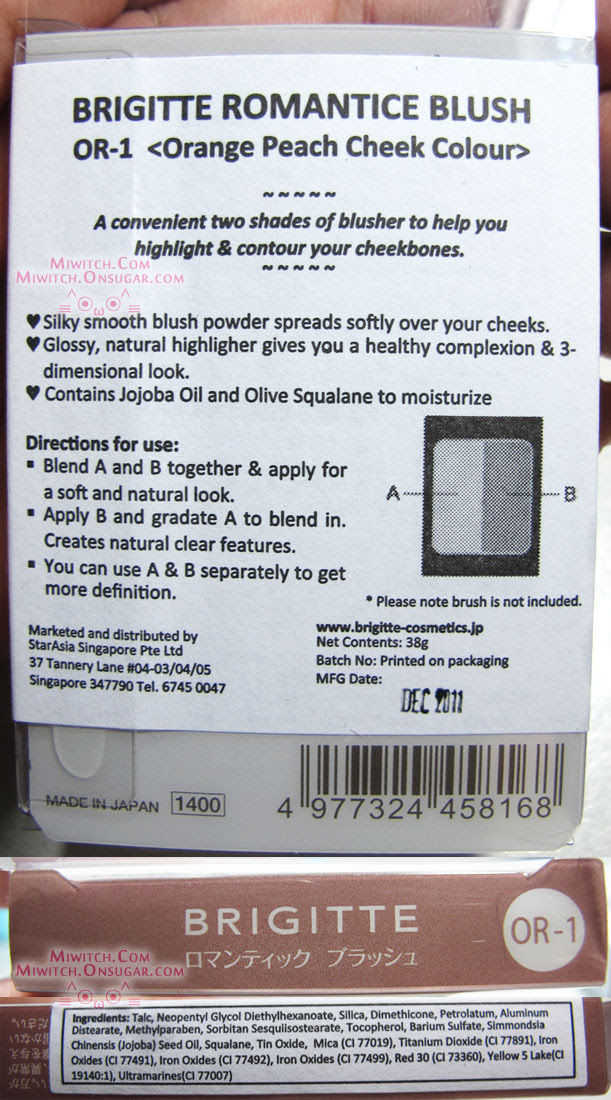 BRIGITTE ROMANTICE BLUSH
OR-1 <Orange Peach Cheek Colour>
~ ~ ~ ~ ~
A convenient two shades of blusher to help you
highlight & contour your cheekbones.
~ ~ ~ ~ ~
Miwitch.Com
Miwitch.Onsugar.com
♥ Silky smooth blush powder spreads softly over your cheeks.
♥ Glossy, natural highligher gives you a healthy complexion & 3-
dimensional look.
♥ Contains Jojoba Oil and Olive Squalane to moisturize
Directions for use:
▪ Blend A and B together & apply for
a soft and natural look.
▪ Apply B and gradate A to blend in.
Creates natural clear features.
▪ You can use A & B separately to get
more definition.
A B
* Please note brush is not included.
Marketed and distributed by
StarAsia Singapore Pte Ltd
37 Tannery Lane #04-03/04/05
Singapore 347790 Tel. 6745 0047
www.brigitte-cosmetics.jp
Net Contents: 38g
Batch No: Printed on packaging
MFG Date:
DEC 2011
MADE IN JAPAN 1400
4 977324 458168
BRIGITTE
ロマンティック ブラッシュ
OR-1
Miwitch.Com
Miwitch.Onsugar.com
Ingredients: Talc, Neopentyl Glycol Diethylhexanoate, Silica, Dimethicone, Petrolatum, Aluminum
Distearate, Methylparaben, Sorbitan Sesquiisostearate, Tocopherol, Barium Sulfate, Simmondsia
Chinensis (Jojoba) Seed Oil, Squalane, Tin Oxide, Mica (CI 77019), Titanium Dioxide (CI 77891), Iron
Oxides (CI 77491), Iron Oxides (CI 77492), Iron Oxides (CI 77499), Red 30 (CI 73360), Yellow 5 Lake(CI
19140:1), Ultramarines(CI 77007)